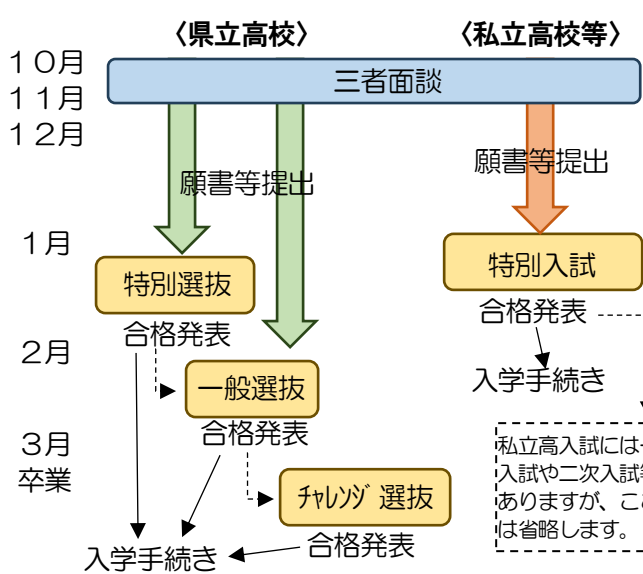 〈県立高校〉
〈私立高校等〉
10月
11月
12月
三者面談
願書等提出
願書等提出
1月
特別選抜
特別入試
合格発表
合格発表
2月
一般選抜
入学手続き
合格発表
3月
卒業
チャレンジ選抜
合格発表
入学手続き
私立高入試には
入試や二次入試
ありますが、こ
は省略します。